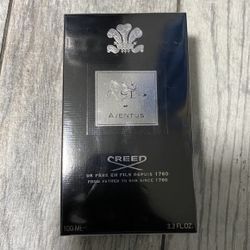 AVENTUS
CREED
DE PÈRE EN FILS DEPUIS 1760
FROM FATHER TO SON SINCE 1760
100 ML℮ 3.3 FL.OZ.